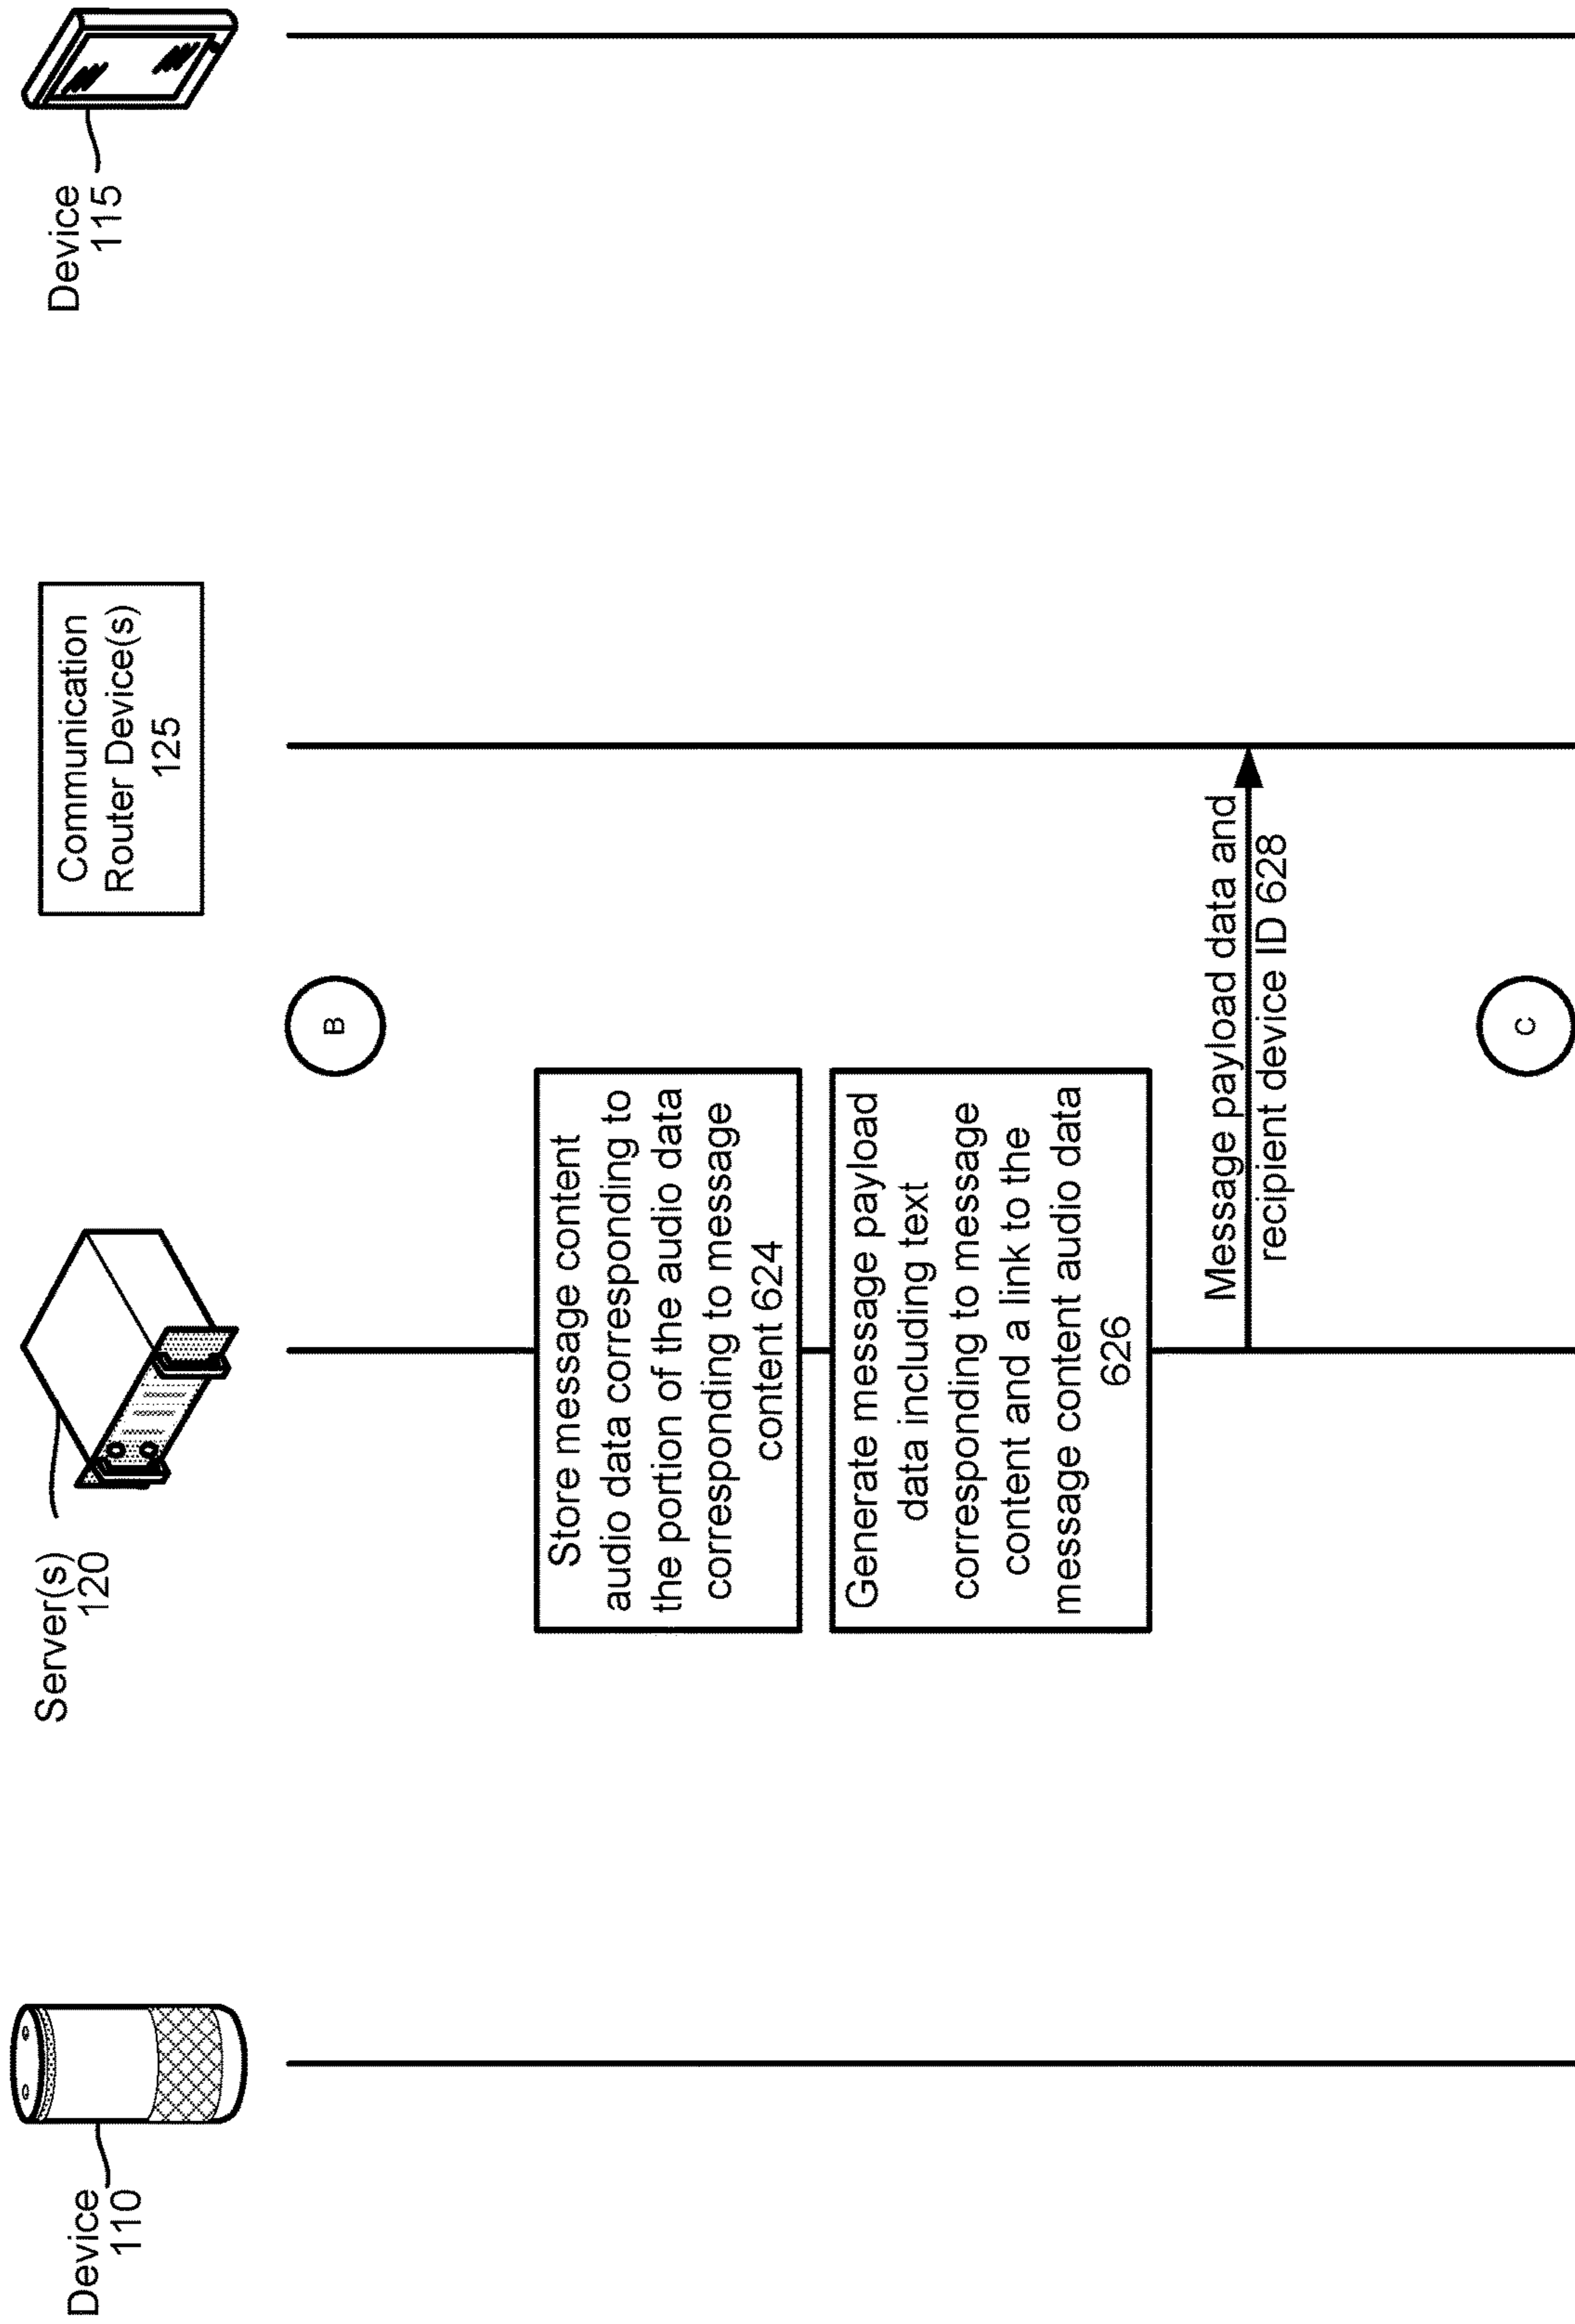 Device
110
Server(s)
120
Communication
Router Device(s)
125
Device
115
B
Store message content
audio data corresponding to
the portion of the audio data
corresponding to message
content 624
Generate message payload
data including text
corresponding to message
content and a link to the
message content audio data
626
Message payload data and
recipient device ID 628
C